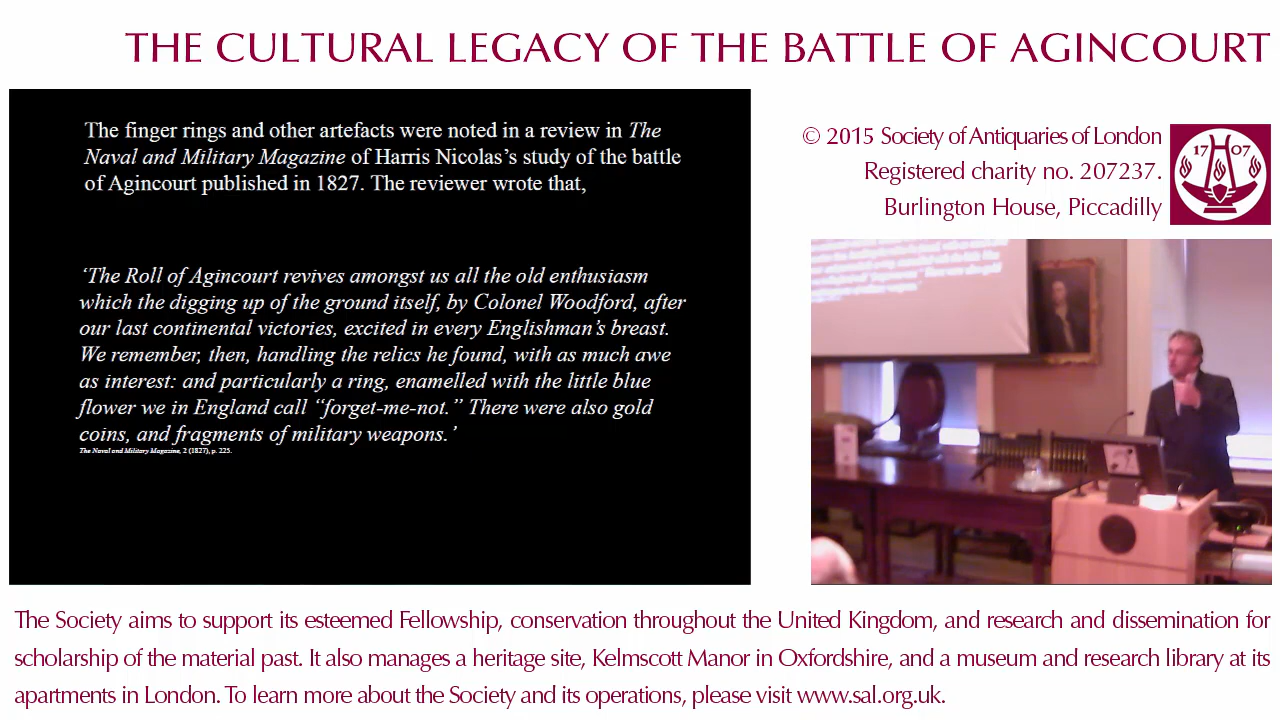 THE CULTURAL LEGACY OF THE BATTLE OF AGINCOURT
The finger rings and other artefacts were noted in a review in The
Naval and Military Magazine of Harris Nicolas's study of the battle
of Agincourt published in 1827. The reviewer wrote that,
‘The Roll of Agincourt revives amongst us all the old enthusiasm
which the digging up of the ground itself, by Colonel Woodford, after
our last continental victories, excited in every Englishman's breast.
We remember, then, handling the relics he found, with as much awe
as interest: and particularly a ring, enamelled with the little blue
flower we in England call “forget-me-not.” There were also gold
coins, and fragments of military weapons.’
The Naval and Military Magazine, 2 (1827), p. 225.
© 2015 Society of Antiquaries of London
Registered charity no. 207237.
Burlington House, Piccadilly
17 07
The Society aims to support its esteemed Fellowship, conservation throughout the United Kingdom, and research and dissemination for
scholarship of the material past. It also manages a heritage site, Kelmscott Manor in Oxfordshire, and a museum and research library at its
apartments in London. To learn more about the Society and its operations, please visit www.sal.org.uk.